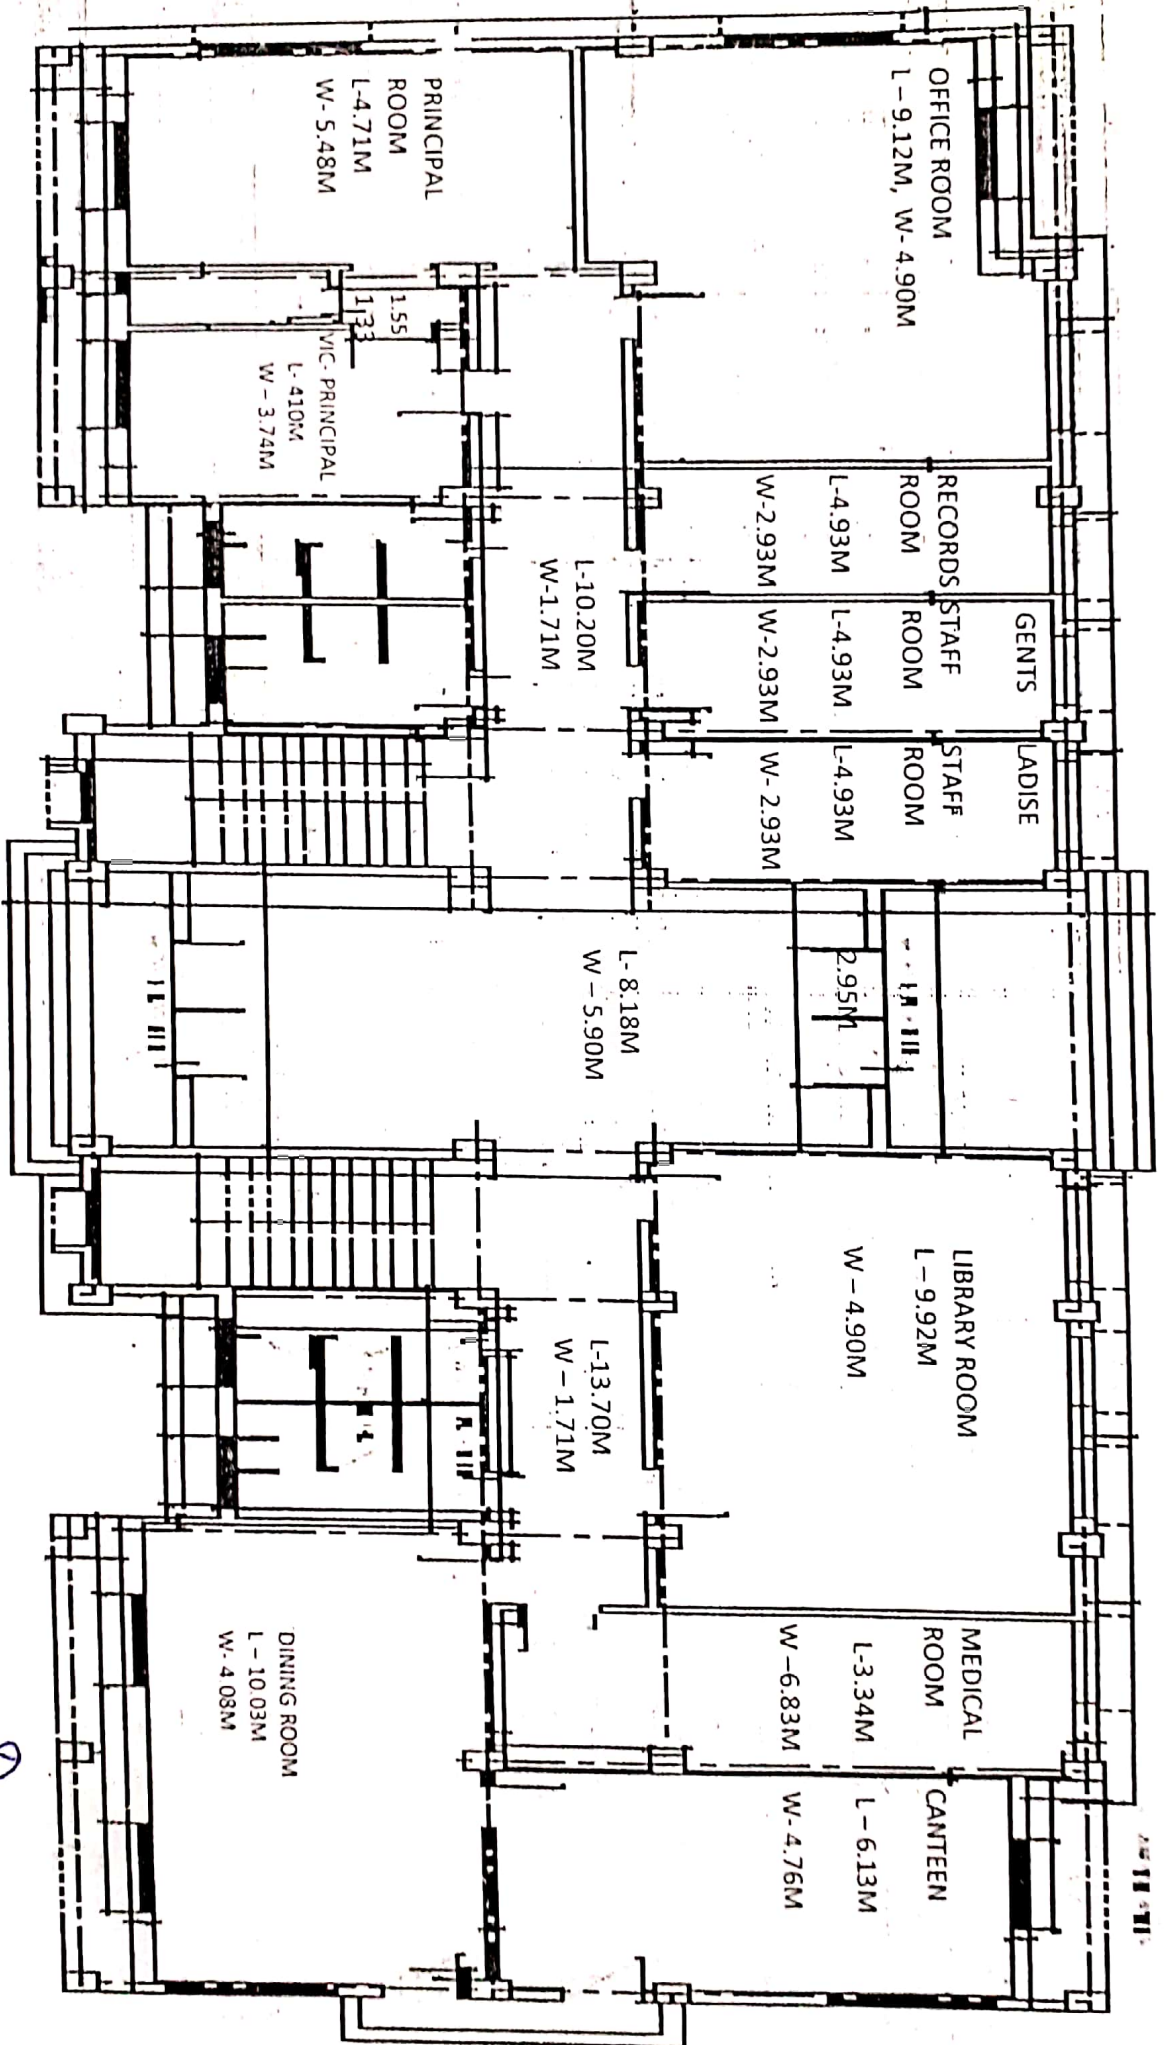 OFFICE ROOM
L – 9.12M, W- 4.90M
PRINCIPAL
ROOM
L-4.71M
W- 5.48M
1.55
1.33
VIC- PRINCIPAL
L- 410M
W – 3.74M
RECORDS
ROOM
L-4.93M
W-2.93M
GENTS
STAFF
ROOM
L-4.93M
W-2.93M
LADISE
STAFF
ROOM
L-4.93M
W- 2.93M
L-10.20M
W-1.71M
2.95M
L- 8.18M
W – 5.90M
LIBRARY ROOM
L – 9.92M
W – 4.90M
L-13.70M
W – 1.71M
MEDICAL
ROOM
L-3.34M
W –6.83M
CANTEEN
L – 6.13M
W- 4.76M
DINING ROOM
L – 10.03M
W- 4.08M